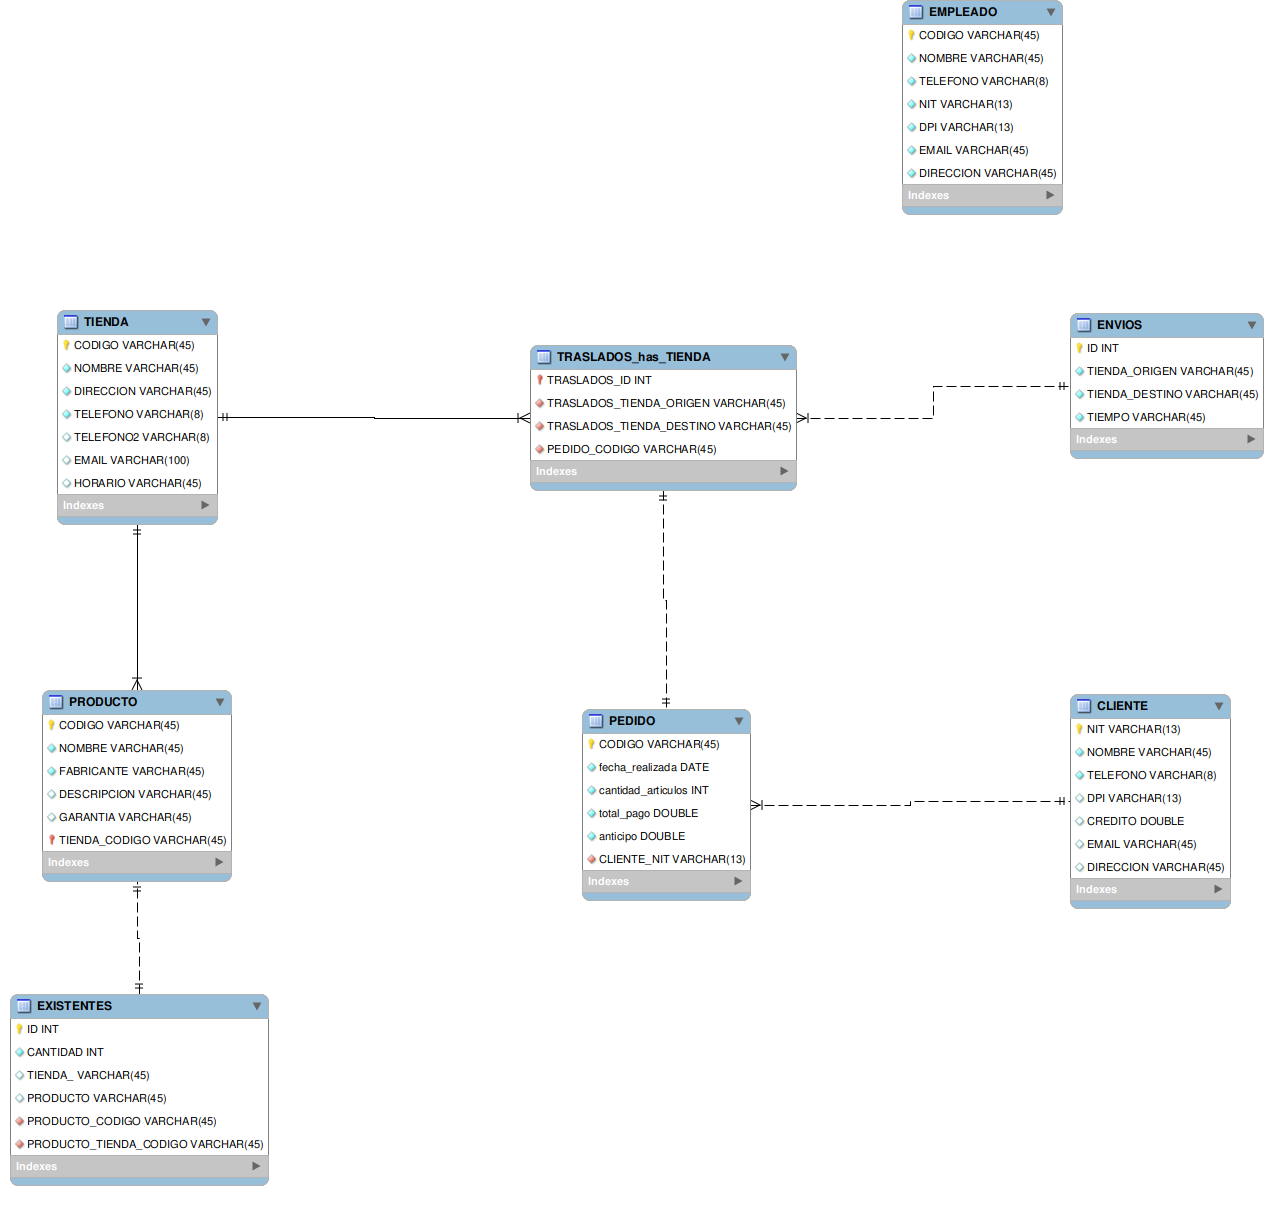 EMPLEADO
CODIGO VARCHAR(45)
NOMBRE VARCHAR(45)
TELEFONO VARCHAR(8)
NIT VARCHAR(13)
DPI VARCHAR(13)
EMAIL VARCHAR(45)
DIRECCION VARCHAR(45)
Indexes
TIENDA
CODIGO VARCHAR(45)
NOMBRE VARCHAR(45)
DIRECCION VARCHAR(45)
TELEFONO VARCHAR(8)
TELEFONO2 VARCHAR(8)
EMAIL VARCHAR(100)
HORARIO VARCHAR(45)
Indexes
TRASLADOS_has_TIENDA
TRASLADOS_ID INT
TRASLADOS_TIENDA_ORIGEN VARCHAR(45)
TRASLADOS_TIENDA_DESTINO VARCHAR(45)
PEDIDO_CODIGO VARCHAR(45)
Indexes
ENVIOS
ID INT
TIENDA_ORIGEN VARCHAR(45)
TIENDA_DESTINO VARCHAR(45)
TIEMPO VARCHAR(45)
Indexes
PRODUCTO
CODIGO VARCHAR(45)
NOMBRE VARCHAR(45)
FABRICANTE VARCHAR(45)
DESCRIPCION VARCHAR(45)
GARANTIA VARCHAR(45)
TIENDA_CODIGO VARCHAR(45)
Indexes
PEDIDO
CODIGO VARCHAR(45)
fecha_realizada DATE
cantidad_articulos INT
total_pago DOUBLE
anticipo DOUBLE
CLIENTE_NIT VARCHAR(13)
Indexes
CLIENTE
NIT VARCHAR(13)
NOMBRE VARCHAR(45)
TELEFONO VARCHAR(8)
DPI VARCHAR(13)
CREDITO DOUBLE
EMAIL VARCHAR(45)
DIRECCION VARCHAR(45)
Indexes
EXISTENTES
ID INT
CANTIDAD INT
TIENDA_ VARCHAR(45)
PRODUCTO VARCHAR(45)
PRODUCTO_CODIGO VARCHAR(45)
PRODUCTO_TIENDA_CODIGO VARCHAR(45)
Indexes